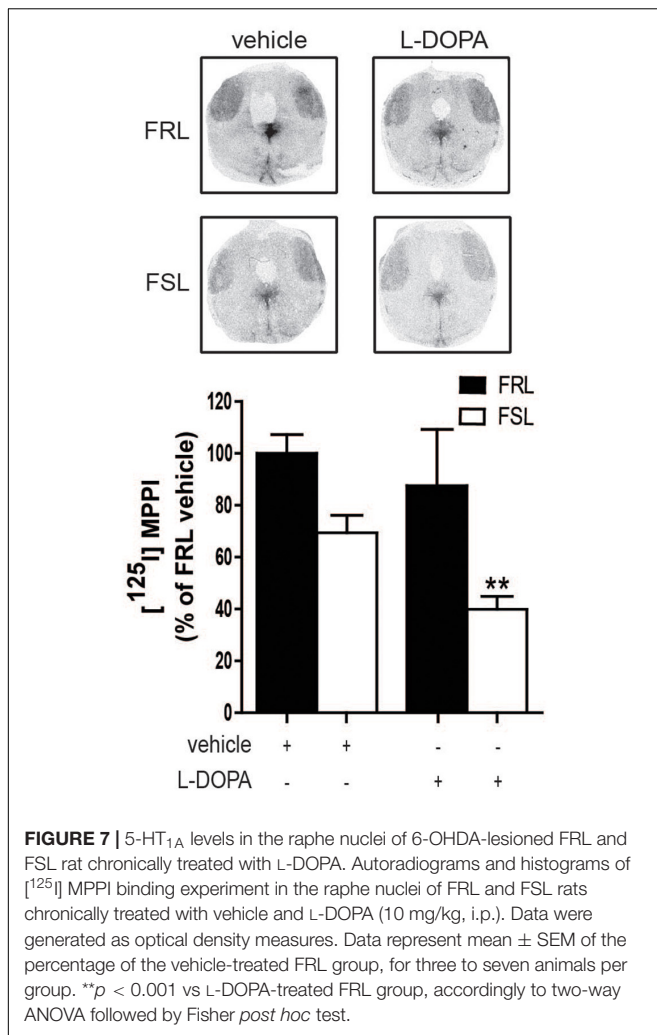 vehicle L-DOPA
FRL
FSL
FRL
FSL
[¹²⁵I] MPPI
(% of FRL vehicle)
120
100
80
60
40
20
0
**
vehicle + + - -
L-DOPA - - + +
FIGURE 7 | 5-HT₁A levels in the raphe nuclei of 6-OHDA-lesioned FRL and
FSL rat chronically treated with L-DOPA. Autoradiograms and histograms of
[¹²⁵I] MPPI binding experiment in the raphe nuclei of FRL and FSL rats
chronically treated with vehicle and L-DOPA (10 mg/kg, i.p.). Data were
generated as optical density measures. Data represent mean ± SEM of the
percentage of the vehicle-treated FRL group, for three to seven animals per
group. **p < 0.001 vs L-DOPA-treated FRL group, accordingly to two-way
ANOVA followed by Fisher post hoc test.